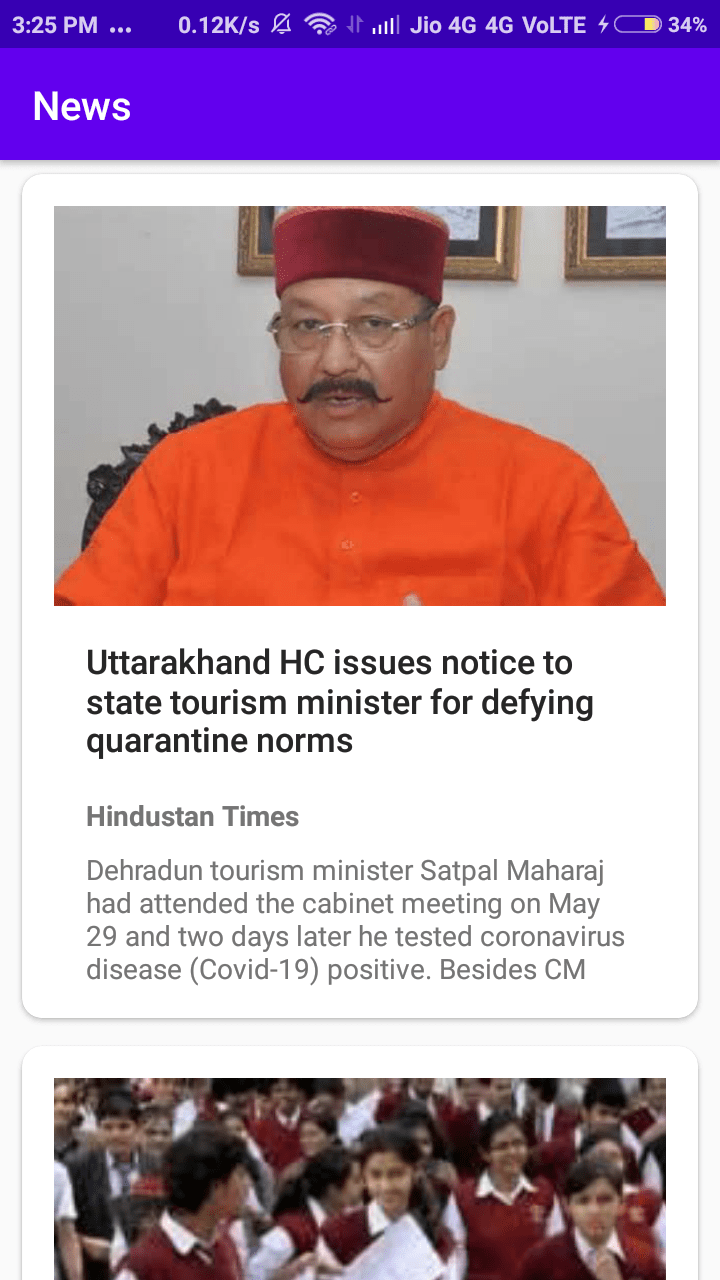 3:25 PM ... 0.12K/s Jio 4G 4G VoLTE 34%
News
Uttarakhand HC issues notice to
state tourism minister for defying
quarantine norms
Hindustan Times
Dehradun tourism minister Satpal Maharaj
had attended the cabinet meeting on May
29 and two days later he tested coronavirus
disease (Covid-19) positive. Besides CM